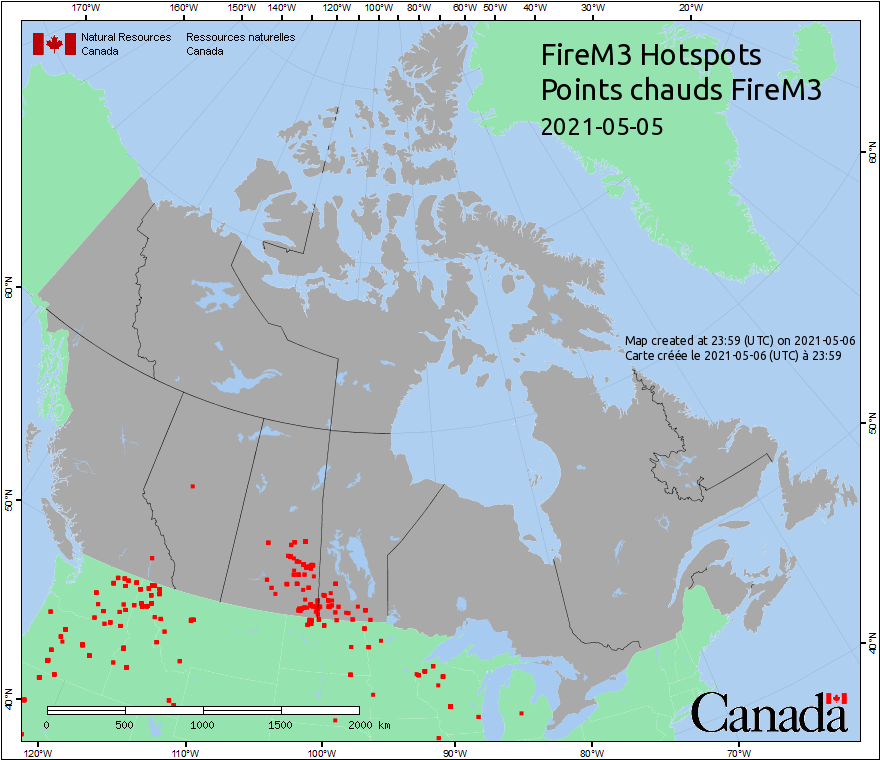 170°W 160°W 150°W 140°W 130°W 120°W 110°W 100°W 90°W 80°W 60°W 50°W 40°W 30°W 20°W
Natural Resources Canada
Ressources naturelles Canada
FireM3 Hotspots
Points chauds FireM3
2021-05-05
60°N
60°N
Map created at 23:59 (UTC) on 2021-05-06
Carte créée le 2021-05-06 (UTC) à 23:59
50°N
50°N
40°N
40°N
Canada
0 500 1000 1500 2000 km
120°W 110°W 100°W 90°W 80°W 70°W